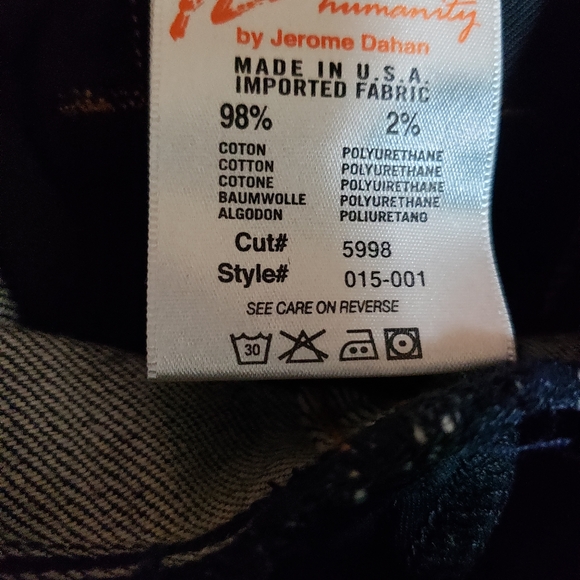 humanity
by Jerome Dahan
MADE IN U.S.A.
IMPORTED FABRIC
98% 2%
COTON POLYURETHANE
COTTON POLYURETHANE
COTONE POLYUIRETHANE
BAUMWOLLE POLYURETHANE
ALGODON POLIURETANO
Cut# 5998
Style# 015-001
SEE CARE ON REVERSE
30